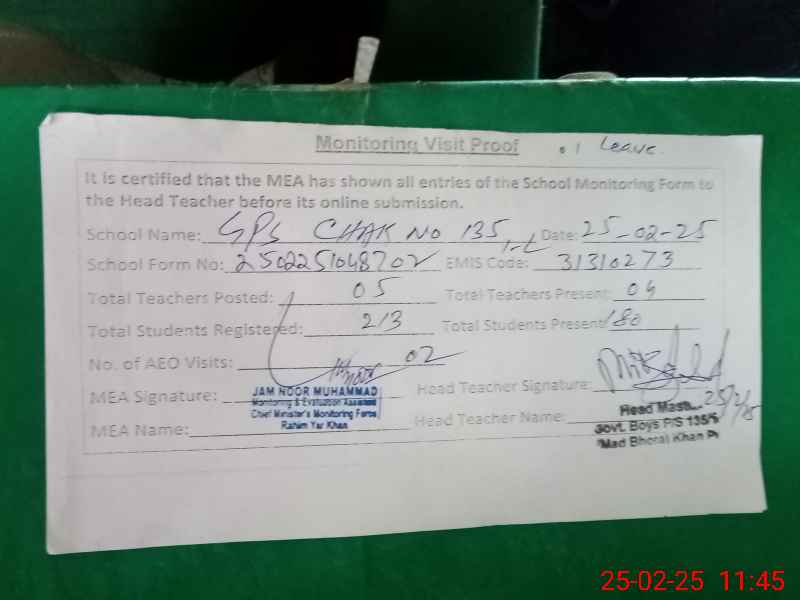 Monitoring Visit Proof
01 Leave
It is certified that the MEA has shown all entries of the School Monitoring Form to
the Head Teacher before its online submission.
School Name: GPS CHAK NO 135 Date: 25-02-25
School Form No: EMIS Code: 31310273
Total Teachers Posted: 05 Total Teachers Present: 04
Total Students Registered: 213 Total Students Present: 180
No. of AEO Visits: 02
MEA Signature: Head Teacher Signature:
25/2/25
JAM NOOR MUHAMMAD
Monitoring & Evaluation Assistant
Chief Minister's Monitoring Force
Rahim Yar Khan
MEA Name: Head Teacher Name:
Head Mas
Govt. Boys P/S 135/
Khan
25-02-25 11:45